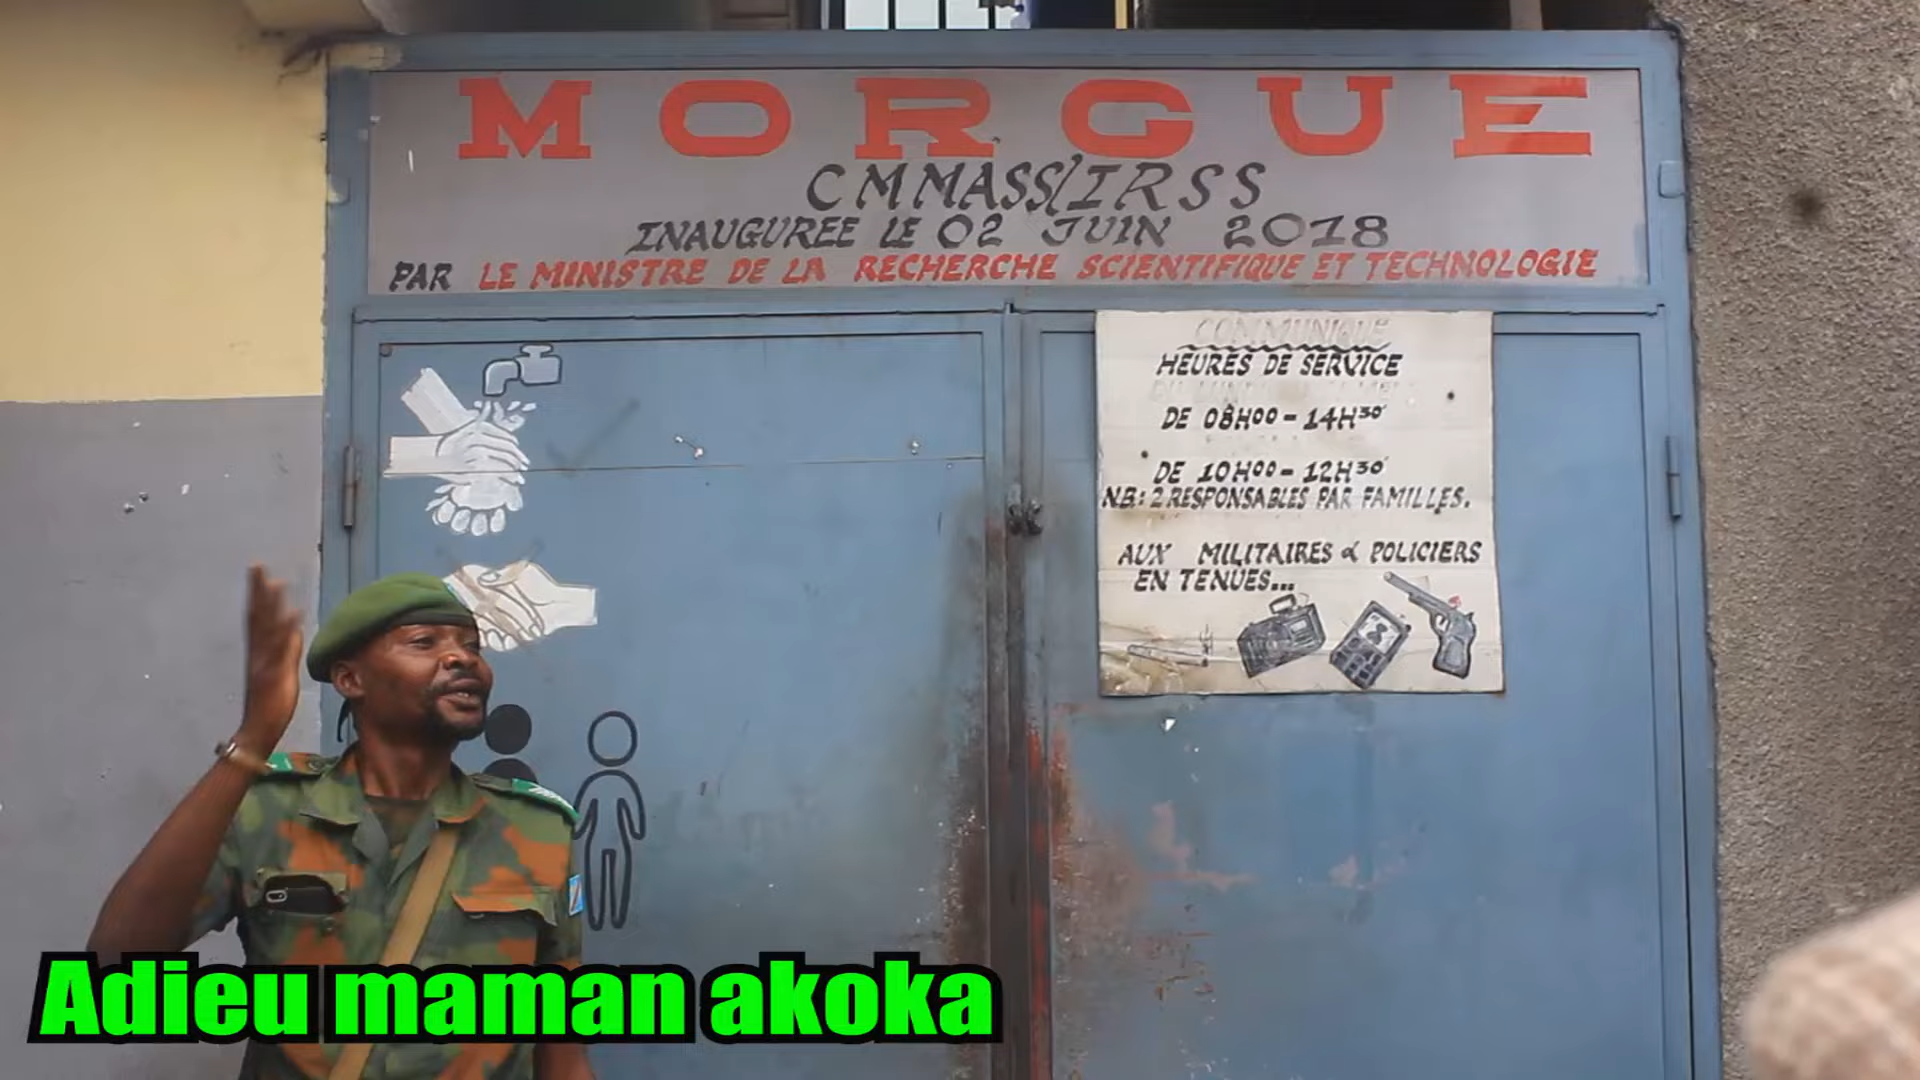 MORGUE
CMMASS/IRSS
INAUGUREE LE 02 JUIN 2018
PAR LE MINISTRE DE LA RECHERCHE SCIENTIFIQUE ET TECHNOLOGIE
COMMUNIQUE
HEURES DE SERVICE
DE 08H00 - 14H30
DE 10H00 - 12H30
N.B: 2 RESPONSABLES PAR FAMILLES.
AUX MILITAIRES & POLICIERS
EN TENUES...
Adieu maman akoka